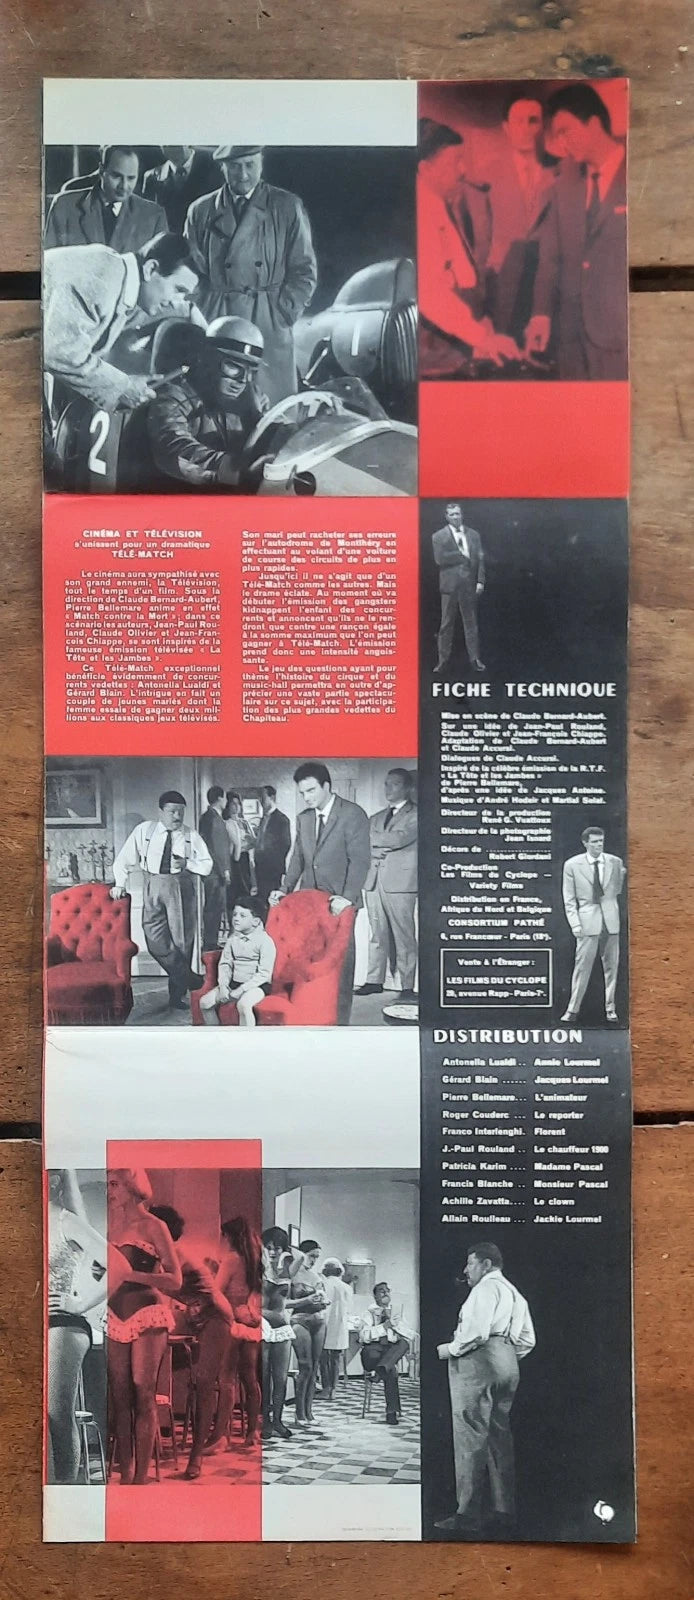 2
CINÉMA ET TÉLÉVISION
s'unissent pour un dramatique
TÉLÉ-MATCH
Le cinéma aura sympathisé avec
son grand ennemi, la Télévision,
tout le temps d'un film. Sous la
direction de Claude Bernard-Aubert,
Pierre Bellemare anime en effet
« Match contre la Mort » ; dans ce
scénario les auteurs, Jean-Paul Rou-
land, Claude Olivier et Jean-Fran-
çois Chiappe, se sont inspirés de la
fameuse émission télévisée « La
Tête et les Jambes ».
Ce Télé-Match exceptionnel
bénéficie évidemment de concur-
rents vedettes : Antonella Lualdi et
Gérard Blain. L'intrigue en fait un
couple de jeunes mariés dont la
femme essaie de gagner deux mil-
lions aux classiques jeux télévisés.
Son mari peut racheter ses erreurs
sur l'autodrome de Montlhéry en
effectuant au volant d'une voiture
de course des circuits de plus en
plus rapides.
Jusqu'ici il ne s'agit que d'un
Télé-Match comme les autres. Mais
le drame éclate. Au moment où va
débuter l'émission des gangsters
kidnappent l'enfant des concur-
rents et annoncent qu'ils ne le ren-
dront que contre une rançon égale
à la somme maximum que l'on peut
gagner à Télé-Match. L'émission
prend donc une intensité angois-
sante.
Le jeu des questions ayant pour
thème l'histoire du cirque et du
music-hall permettra en outre d'ap-
précier une vaste partie spectacu-
laire sur ce sujet, avec la participa-
tion des plus grandes vedettes du
Chapiteau.
FICHE TECHNIQUE
Mise en scène de Claude Bernard-Aubert.
Sur une idée de Jean-Paul Rouland,
Claude Olivier et Jean-François Chiappe.
Adaptation de Claude Bernard-Aubert
et Claude Accursi.
Dialogues de Claude Accursi.
Inspiré de la célèbre émission de la R.T.F.
« La Tête et les Jambes »
de Pierre Bellemare,
d'après une idée de Jacques Antoine.
Musique d'André Hodeir et Martial Solal.
Directeur de la production
René G. Vuattoux
Directeur de la photographie
Jean Isnard
Décors de ....................
Robert Giordani
Co-Production
Les Films du Cyclope —
Variety Films
Distribution en France,
Afrique du Nord et Belgique
CONSORTIUM PATHÉ
6, rue Francœur - Paris (18e).
Vente à l'Étranger :
LES FILMS DU CYCLOPE
29, avenue Rapp - Paris-7e.
DISTRIBUTION
Antonella Lualdi .. Annie Lourmel
Gérard Blain ...... Jacques Lourmel
Pierre Bellemare... L'animateur
Roger Couderc ... Le reporter
Franco Interlenghi. Florent
J.-Paul Rouland .. Le chauffeur 1900
Patricia Karim .... Madame Pascal
Francis Blanche .. Monsieur Pascal
Achille Zavatta.... Le clown
Allain Roulleau ... Jackie Lourmel